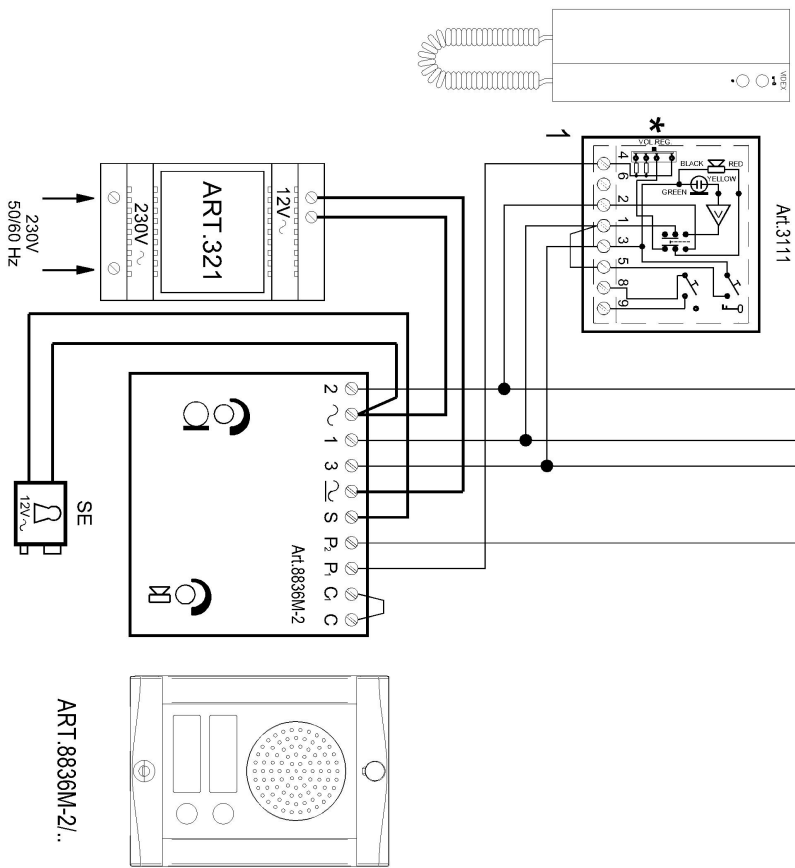 VIDEX
*
1
VOL REG.
BLACK
RED
YELLOW
GREEN
4
6
2
1
3
5
8
9
Art.3111
ART.321
12V ~
230V ~
230V
50/60 Hz
SE
12V ~
2
~
1
3
~
S
P₂
P₁
C₁
C
Art.8836M-2
ART.8836M-2/..